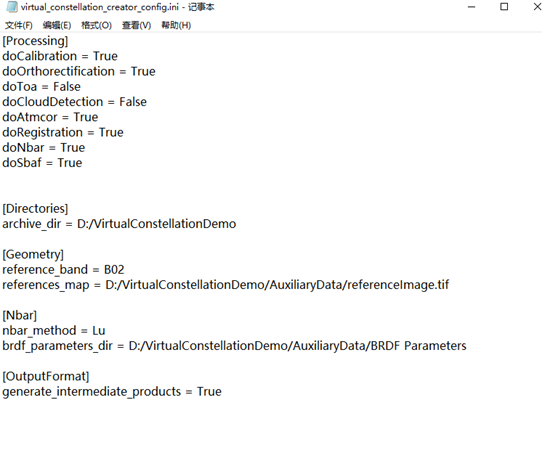 virtual_constellation_creator_config.ini - 记事本
文件(F) 编辑(E) 格式(O) 查看(V) 帮助(H)
[Processing]
doCalibration = True
doOrthorectification = True
doToa = False
doCloudDetection = False
doAtmcor = True
doRegistration = True
doNbar = True
doSbaf = True
[Directories]
archive_dir = D:/VirtualConstellationDemo
[Geometry]
reference_band = B02
references_map = D:/VirtualConstellationDemo/AuxiliaryData/referenceImage.tif
[Nbar]
nbar_method = Lu
brdf_parameters_dir = D:/VirtualConstellationDemo/AuxiliaryData/BRDF Parameters
[OutputFormat]
generate_intermediate_products = True